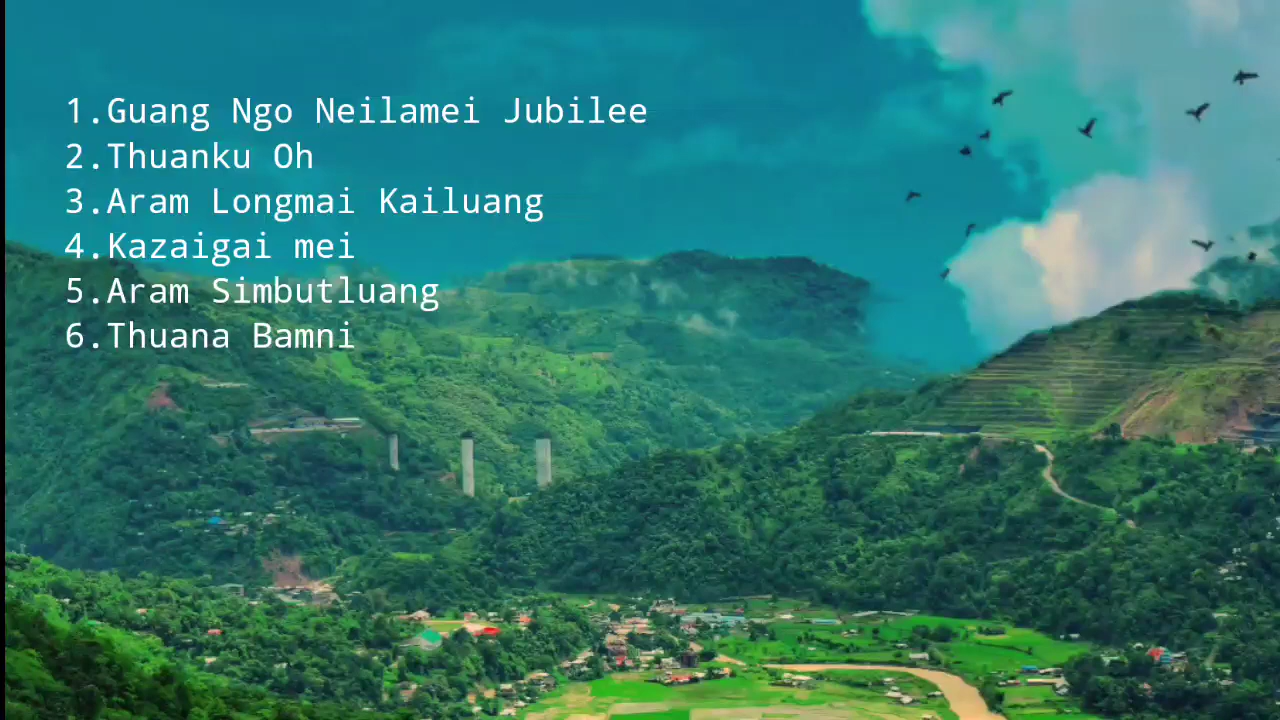 1.Guang Ngo Neilamei Jubilee
2.Thuanku Oh
3.Aram Longmai Kailuang
4.Kazaigai mei
5.Aram Simbutluang
6.Thuana Bamni